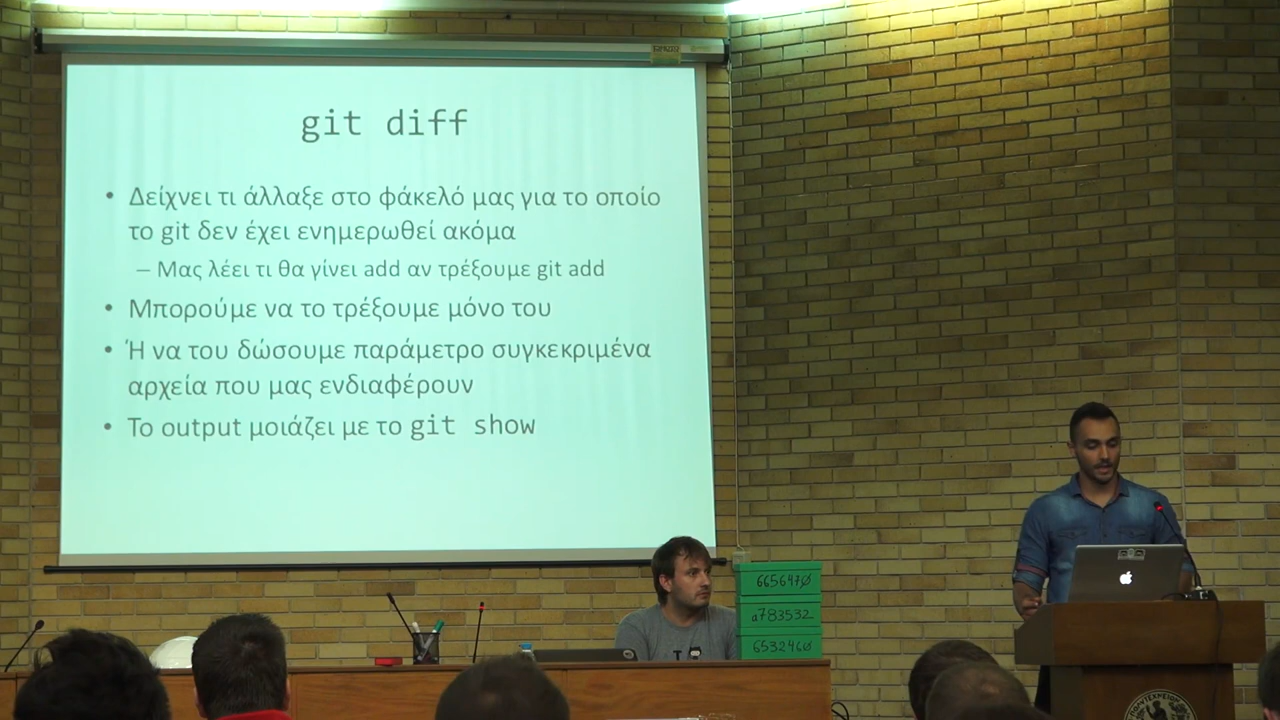 git diff
• Δείχνει τι άλλαξε στο φάκελό μας για το οποίο
το git δεν έχει ενημερωθεί ακόμα
– Μας λέει τι θα γίνει add αν τρέξουμε git add
• Μπορούμε να το τρέξουμε μόνο του
• Ή να του δώσουμε παράμετρο συγκεκριμένα
αρχεία που μας ενδιαφέρουν
• Το output μοιάζει με το git show
665647φ
a783532
653246φ